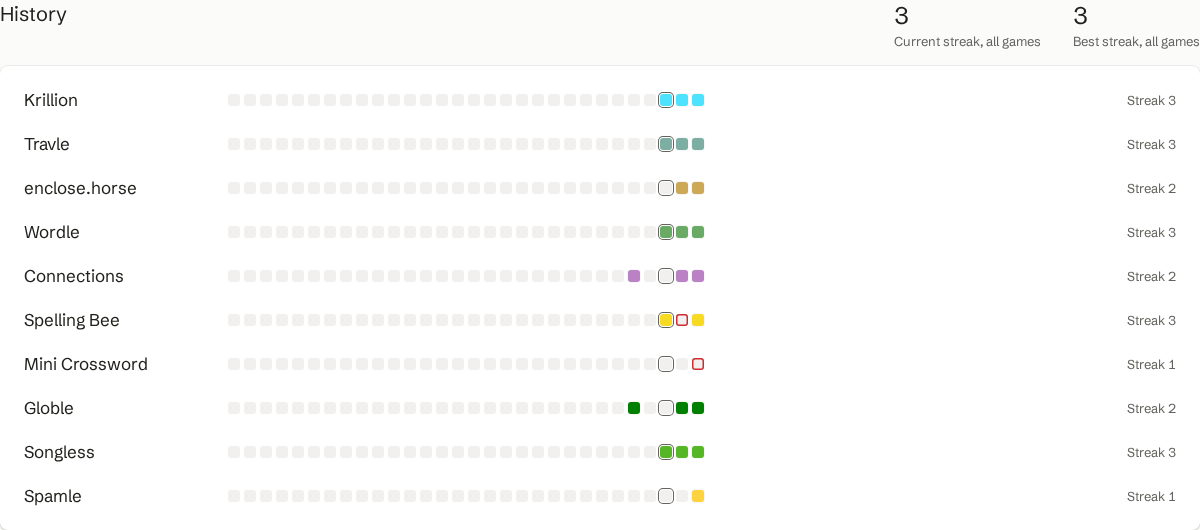 History
3
Current streak, all games
3
Best streak, all games
Krillion
Streak 3
Travle
Streak 3
enclose.horse
Streak 2
Wordle
Streak 3
Connections
Streak 2
Spelling Bee
Streak 3
Mini Crossword
Streak 1
Globle
Streak 2
Songless
Streak 3
Spamle
Streak 1